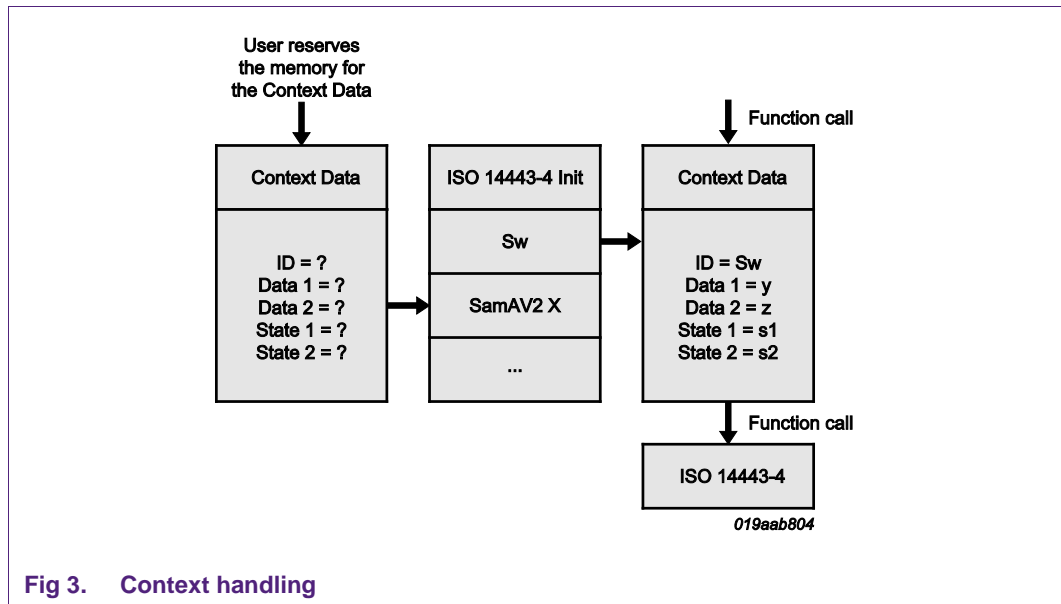 User reserves
the memory for
the Context Data
Function call
Context Data
ISO 14443-4 Init
Context Data
Sw
ID = ?
Data 1 = ?
Data 2 = ?
State 1 = ?
State 2 = ?
SamAV2 X
...
ID = Sw
Data 1 = y
Data 2 = z
State 1 = s1
State 2 = s2
Function call
ISO 14443-4
019aab804
Fig 3. Context handling